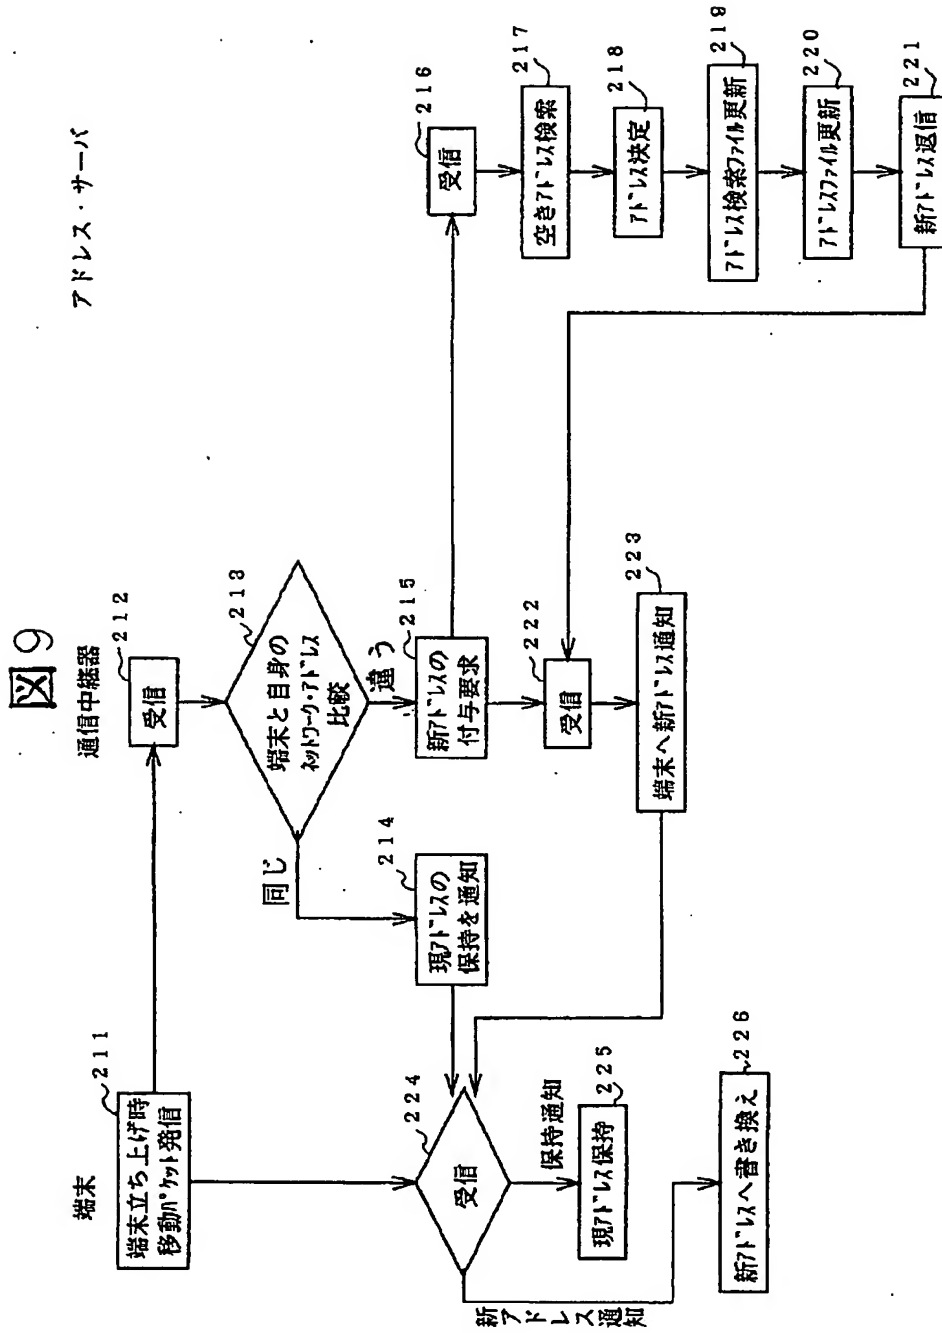 図9
端末
通信中継器
アドレス・サーバ
211
端末立ち上げ時
移動パケット発信
212
受信
213
端末と自身の
ネットワーク・アドレス
比較
同じ
違う
214
現アドレスの
保持を通知
215
新アドレスの
付与要求
216
受信
217
空きアドレス検索
218
アドレス決定
219
アドレス検索ファイル更新
220
アドレスファイル更新
221
新アドレス返信
222
受信
223
端末へ新アドレス通知
224
受信
保持通知
225
現アドレス保持
新アドレス通知
226
新アドレスへ書き換え